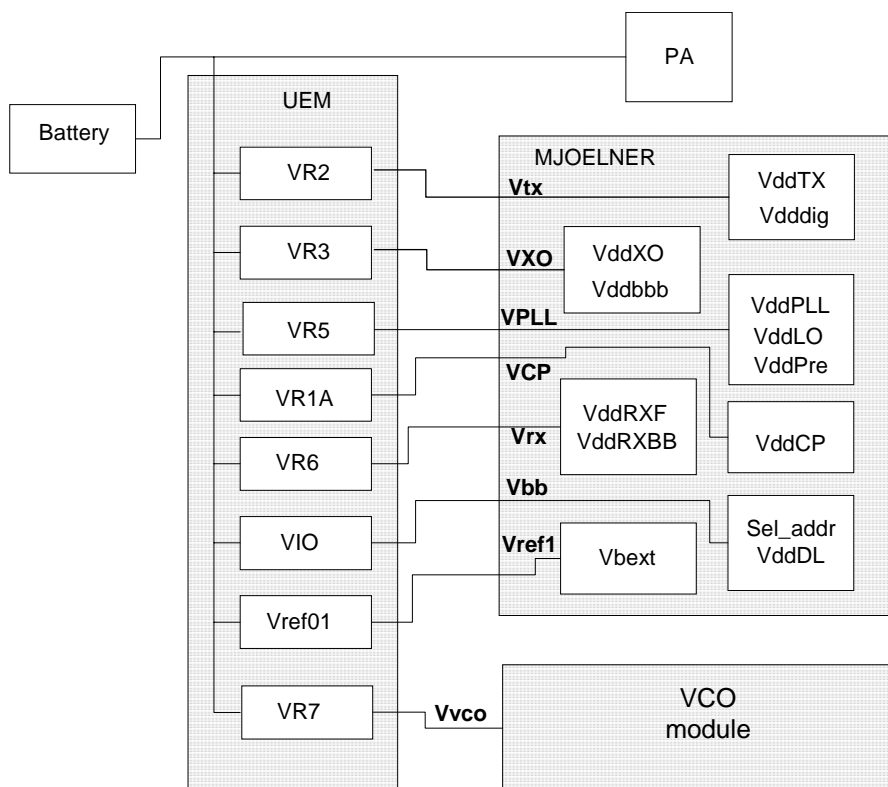 PA
UEM
Battery
MJOELNER
VR2
Vtx
VddTX
Vdddig
VR3
VXO
VddXO
Vddbbb
VR5
VPLL
VddPLL
VddLO
VddPre
VR1A
VCP
VddRXF
VddRXBB
VddCP
VR6
Vrx
Vbb
VIO
Sel_addr
VddDL
Vref1
Vbext
Vref01
VR7
Vvco
VCO
module